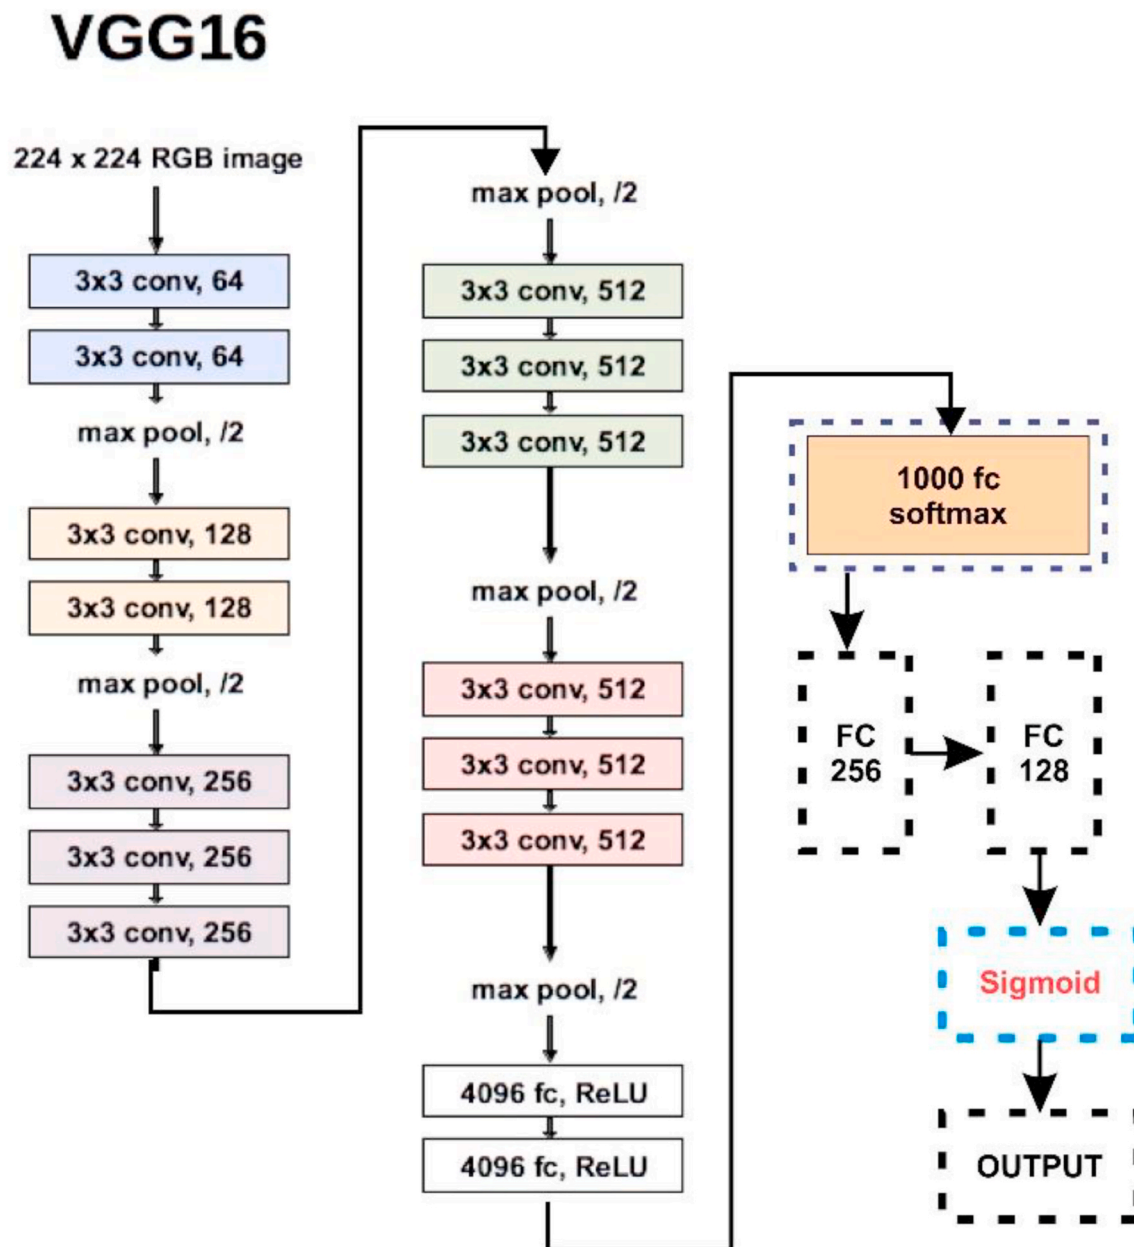 VGG16
224 x 224 RGB image
3x3 conv, 64
3x3 conv, 64
max pool, /2
3x3 conv, 128
3x3 conv, 128
max pool, /2
3x3 conv, 256
3x3 conv, 256
3x3 conv, 256
max pool, /2
3x3 conv, 512
3x3 conv, 512
3x3 conv, 512
max pool, /2
3x3 conv, 512
3x3 conv, 512
3x3 conv, 512
max pool, /2
4096 fc, ReLU
4096 fc, ReLU
1000 fc
softmax
FC
256
FC
128
Sigmoid
OUTPUT